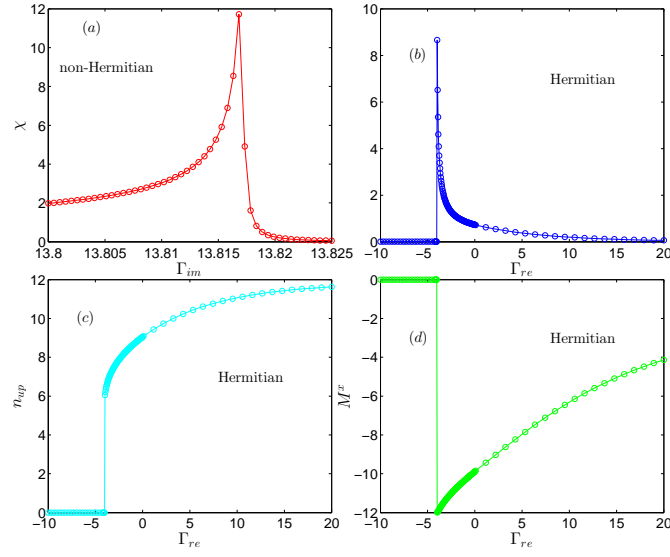 (a)
non-Hermitian
χ
12
10
8
6
4
2
0
13.8 13.805 13.81 13.815 13.82 13.825
Γim
(b)
Hermitian
10
8
6
4
2
0
−10 −5 0 5 10 15 20
Γre
(c)
Hermitian
nup
12
10
8
6
4
2
0
−10 −5 0 5 10 15 20
Γre
(d)
Hermitian
Mx
0
−2
−4
−6
−8
−10
−12
−10 −5 0 5 10 15 20
Γre